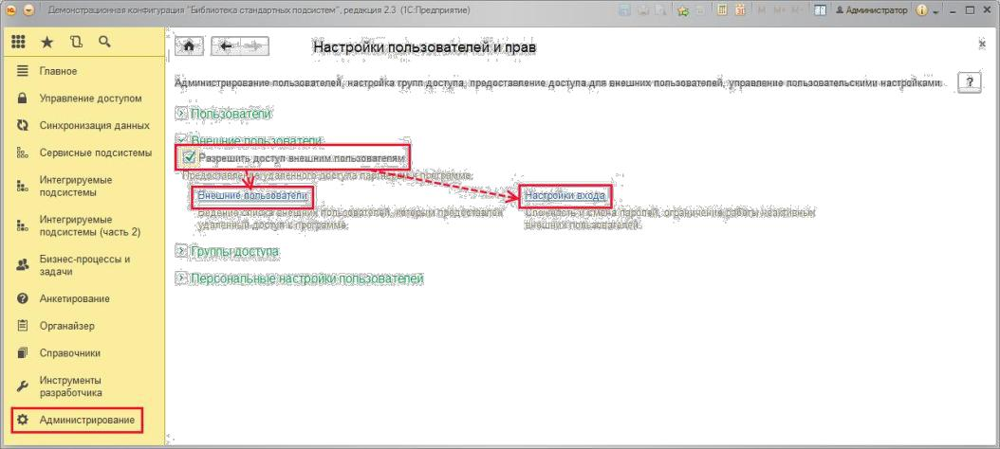 Демонстрационная конфигурация "Библиотека стандартных подсистем", редакция 2.3 (1С:Предприятие)
M M+ M-
Администратор
Главное
Управление доступом
Синхронизация данных
Сервисные подсистемы
Интегрируемые
подсистемы
Интегрируемые
подсистемы (часть 2)
Бизнес-процессы и
задачи
Анкетирование
Органайзер
Справочники
Инструменты
разработчика
Администрирование
Настройки пользователей и прав
Администрирование пользователей, настройка групп доступа, предоставление доступа для внешних пользователей, управление пользовательскими настройками.
?
Пользователи
Внешние пользователи
Разрешить доступ внешним пользователям
Предоставление удаленного доступа партнерам к программе.
Внешние пользователи
Настройки входа
Ведение списка внешних пользователей, которым предоставлен
удаленный доступ к программе.
Сложность и смена паролей, ограничение работы неактивных
внешних пользователей.
Группы доступа
Персональные настройки пользователей